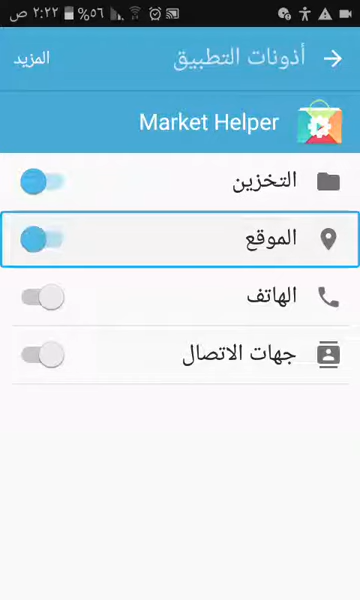 ٢:٢٢ ص
٥٦%
أذونات التطبيق
المزيد
Market Helper
التخزين
الموقع
الهاتف
جهات الاتصال